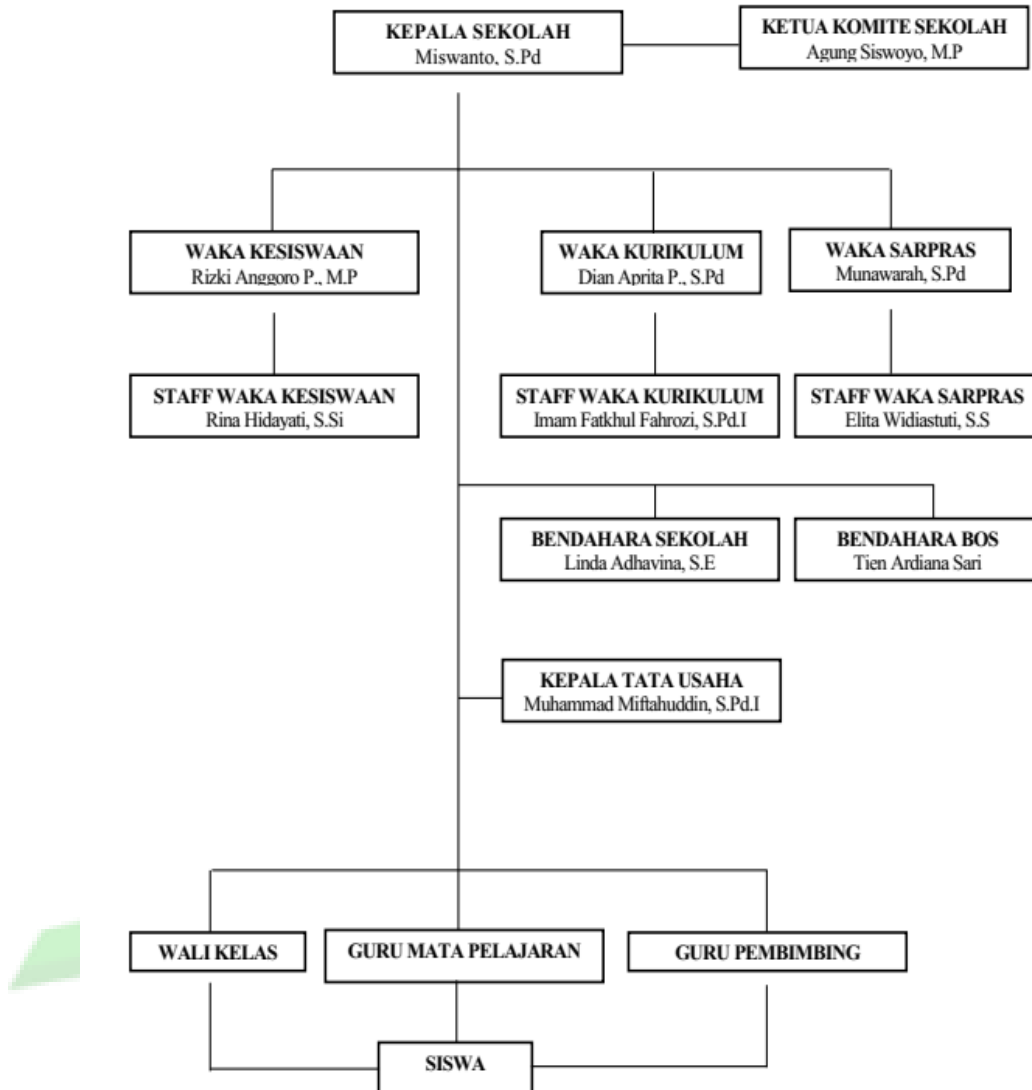 KEPALA SEKOLAH
Miswanto, S.Pd
KETUA KOMITE SEKOLAH
Agung Siswoyo, M.P
WAKA KESISWAAN
Rizki Anggoro P., M.P
WAKA KURIKULUM
Dian Aprita P., S.Pd
WAKA SARPRAS
Munawarah, S.Pd
STAFF WAKA KESISWAAN
Rina Hidayati, S.Si
STAFF WAKA KURIKULUM
Imam Fatkhul Fahrozi, S.Pd.I
STAFF WAKA SARPRAS
Elita Widiastuti, S.S
BENDAHARA SEKOLAH
Linda Adhavina, S.E
BENDAHARA BOS
Tien Ardiana Sari
KEPALA TATA USAHA
Muhammad Miftahuddin, S.Pd.I
WALI KELAS
GURU MATA PELAJARAN
GURU PEMBIMBING
SISWA